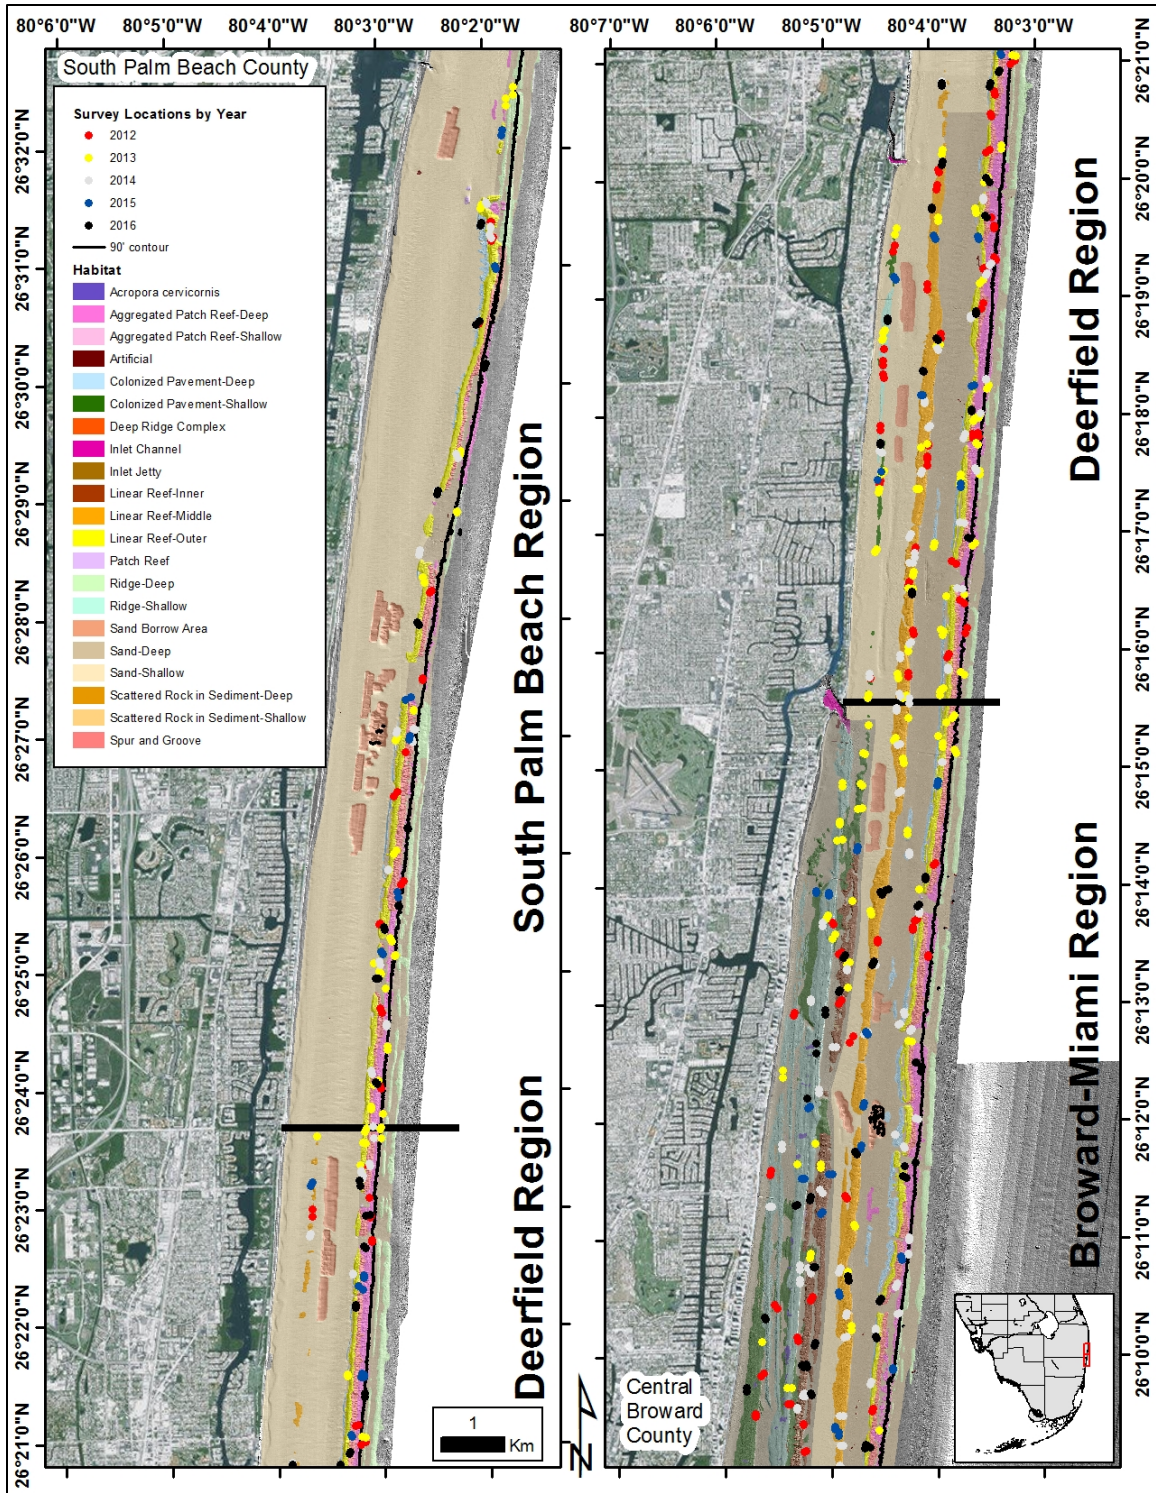 80°6'0"W 80°5'0"W 80°4'0"W 80°3'0"W 80°2'0"W
80°7'0"W 80°6'0"W 80°5'0"W 80°4'0"W 80°3'0"W
South Palm Beach County
Survey Locations by Year
2012
2013
2014
2015
2016
90' contour
Habitat
Acropora cervicornis
Aggregated Patch Reef-Deep
Aggregated Patch Reef-Shallow
Artificial
Colonized Pavement-Deep
Colonized Pavement-Shallow
Deep Ridge Complex
Inlet Channel
Inlet Jetty
Linear Reef-Inner
Linear Reef-Middle
Linear Reef-Outer
Patch Reef
Ridge-Deep
Ridge-Shallow
Sand Borrow Area
Sand-Deep
Sand-Shallow
Scattered Rock in Sediment-Deep
Scattered Rock in Sediment-Shallow
Spur and Groove
26°32'0"N
26°31'0"N
26°30'0"N
26°29'0"N
26°28'0"N
26°27'0"N
26°26'0"N
26°25'0"N
26°24'0"N
26°23'0"N
26°22'0"N
26°21'0"N
South Palm Beach Region
Deerfield Region
1
Km
N
Deerfield Region
Broward-Miami Region
Central
Broward
County
26°21'0"N
26°20'0"N
26°19'0"N
26°18'0"N
26°17'0"N
26°16'0"N
26°15'0"N
26°14'0"N
26°13'0"N
26°12'0"N
26°11'0"N
26°10'0"N